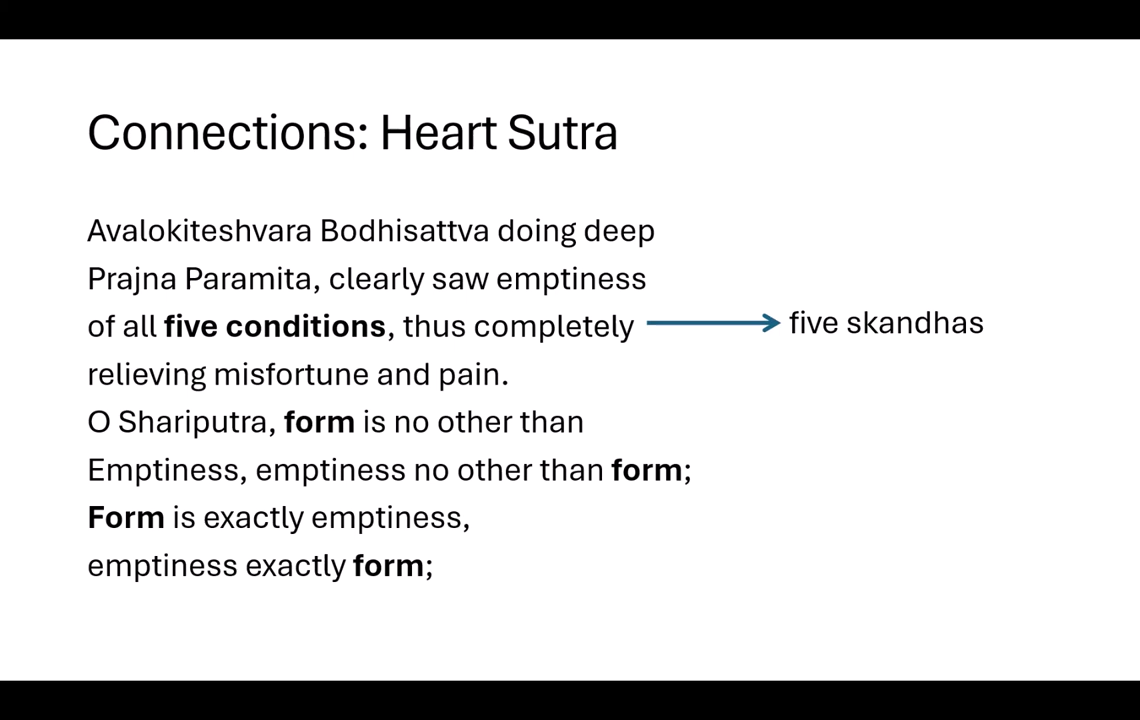 Connections: Heart Sutra
Avalokiteshvara Bodhisattva doing deep
Prajna Paramita, clearly saw emptiness
of all five conditions, thus completely
five skandhas
relieving misfortune and pain.
O Shariputra, form is no other than
Emptiness, emptiness no other than form;
Form is exactly emptiness,
emptiness exactly form;